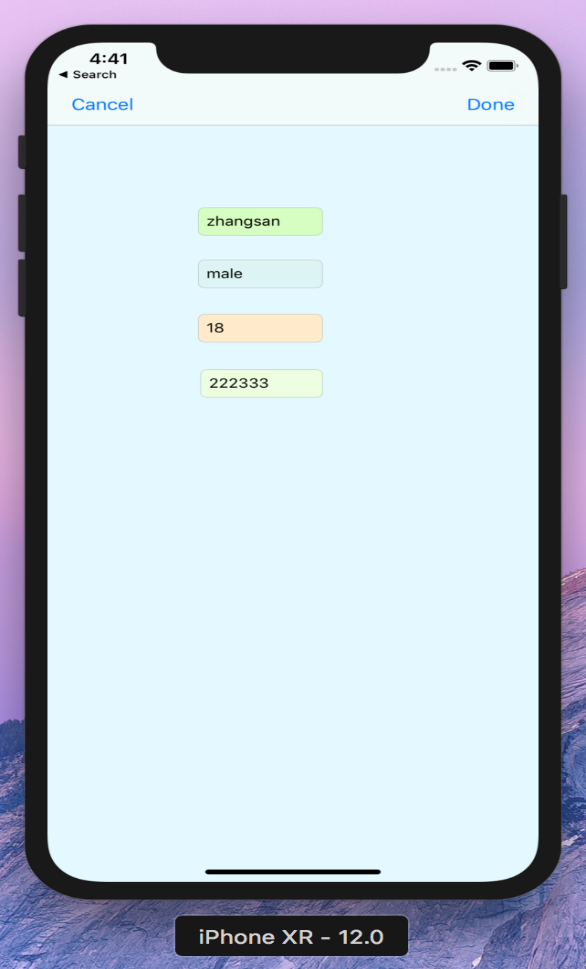 4:41
◀ Search
Cancel Done
zhangsan
male
18
222333
iPhone XR - 12.0